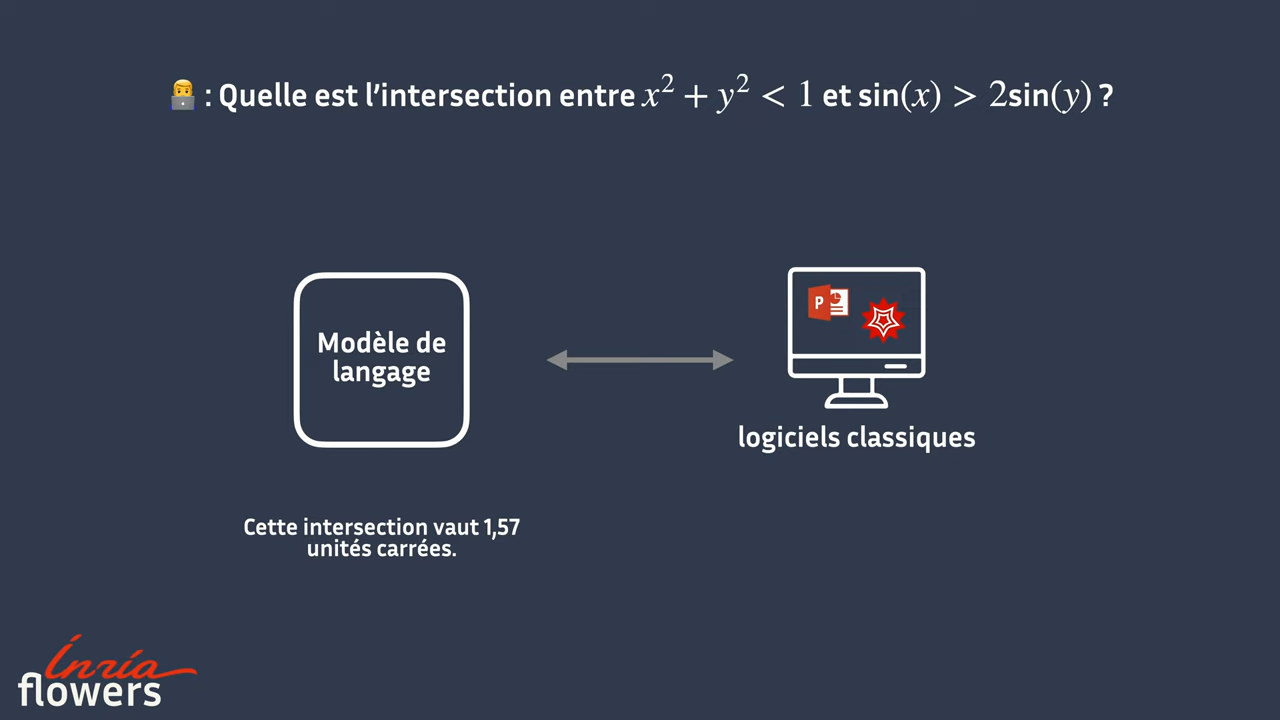 : Quelle est l'intersection entre x² + y² < 1 et sin(x) > 2sin(y) ?
Modèle de
langage
P
logiciels classiques
Cette intersection vaut 1,57
unités carrées.
Inria
flowers